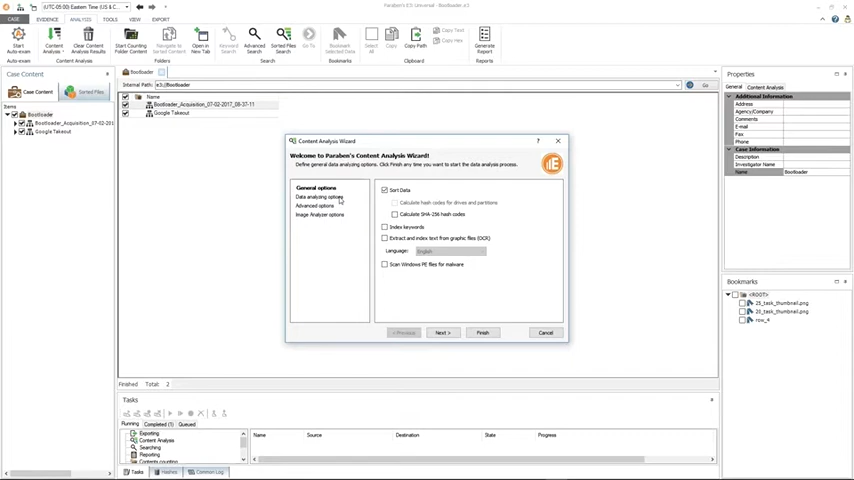 (UTC-05:00) Eastern Time (US & C
Paraben's E3: Universal - Bootloader.e3
CASE EVIDENCE ANALYSIS TOOLS VIEW EXPORT
Start Auto-exam
Content Analysis
Clear Content Analysis Results
Start Counting Folder Content
Navigate to Sorted Content
Open in New Tab
Keyword Search
Advanced Search
Sorted Files Search
Go To
Bookmark Selected Data
Select All
Copy
Copy Path
Copy Text
Copy Row
Generate Report
Auto-exam Content Analysis Search Bookmarks Clipboard Reports
Case Content
Case Content Sorted Files
Items
Bootloader
Bootloader_Acquisition_07-02-201
Google Takeout
Bootloader
Internal Path: e3:\\Bootloader
Go
Name
Bootloader_Acquisition_07-02-2017_08-37-11
Google Takeout
Content Analysis Wizard
Welcome to Paraben's Content Analysis Wizard!
Define general data analyzing options. Click Finish any time you want to start the data analysis process.
General options
Data analyzing options
Advanced options
Image Analyzer options
Sort Data
Calculate hash codes for drives and partitions
Calculate SHA-256 hash codes
Index keywords
Extract and index text from graphic files (OCR)
Language: English
Scan Windows PE files for malware
< Previous Next > Finish Cancel
Finished Total: 2
Tasks
Running Completed (1) Queued
Exporting
Content Analysis
Searching
Reporting
Contents counting
Name Source Destination State Progress
Tasks Hashes Common Log
Properties
General Content Analysis
Additional Information
Address
Agency/Company
Comments
E-mail
Fax
Phone
Case Information
Description
Investigator Name
Name Bootloader
Bookmarks
<ROOT>
25_task_thumbnail.png
20_task_thumbnail.png
row_4